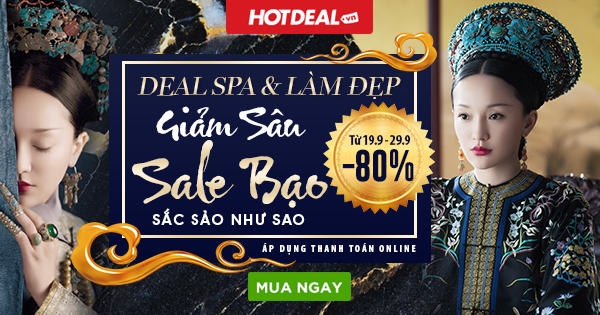 HOTDEAL.vn
DEAL SPA & LÀM ĐẸP
Giảm Sâu
Sale Bạo
SẮC SẢO NHƯ SAO
Từ 19.9 - 29.9
-80%
ÁP DỤNG THANH TOÁN ONLINE
MUA NGAY